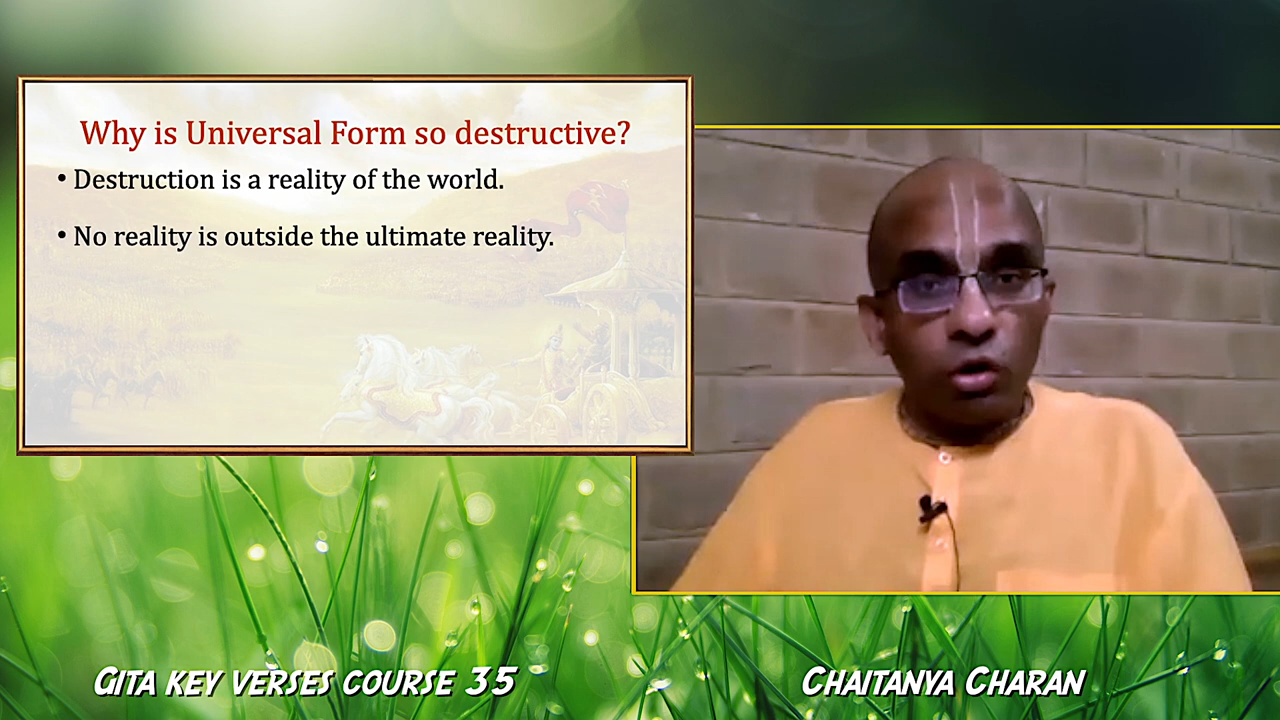 Why is Universal Form so destructive?
• Destruction is a reality of the world.
• No reality is outside the ultimate reality.
Gita key verses course 35
Chaitanya Charan